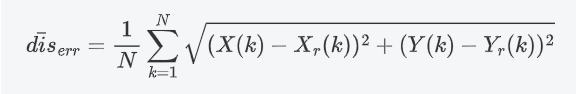 $\bar{dis}_{err} = \frac{1}{N} \sum_{k=1}^{N} \sqrt{(X(k) - X_r(k))^2 + (Y(k) - Y_r(k))^2}$